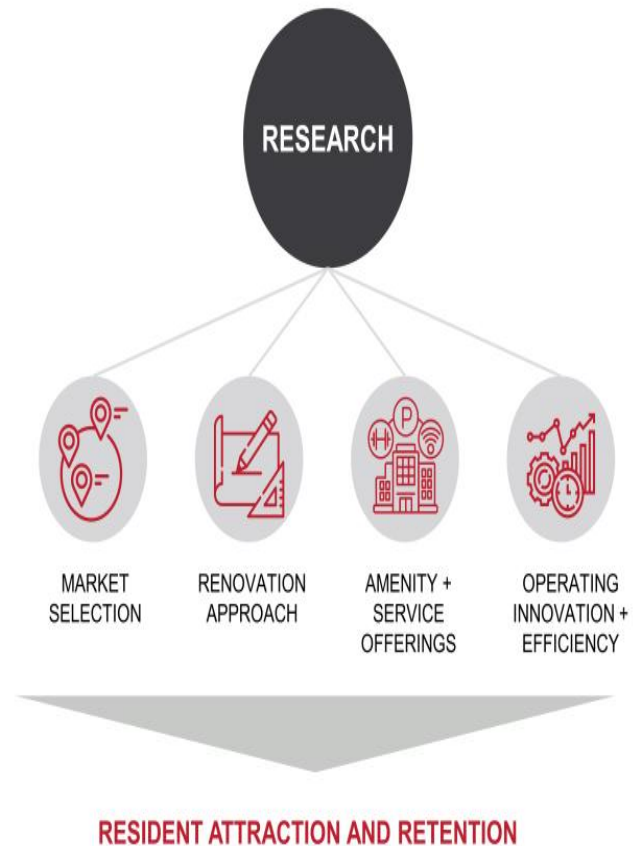 RESEARCH
MARKET
SELECTION
RENOVATION
APPROACH
P
AMENITY +
SERVICE
OFFERINGS
OPERATING
INNOVATION +
EFFICIENCY
RESIDENT ATTRACTION AND RETENTION